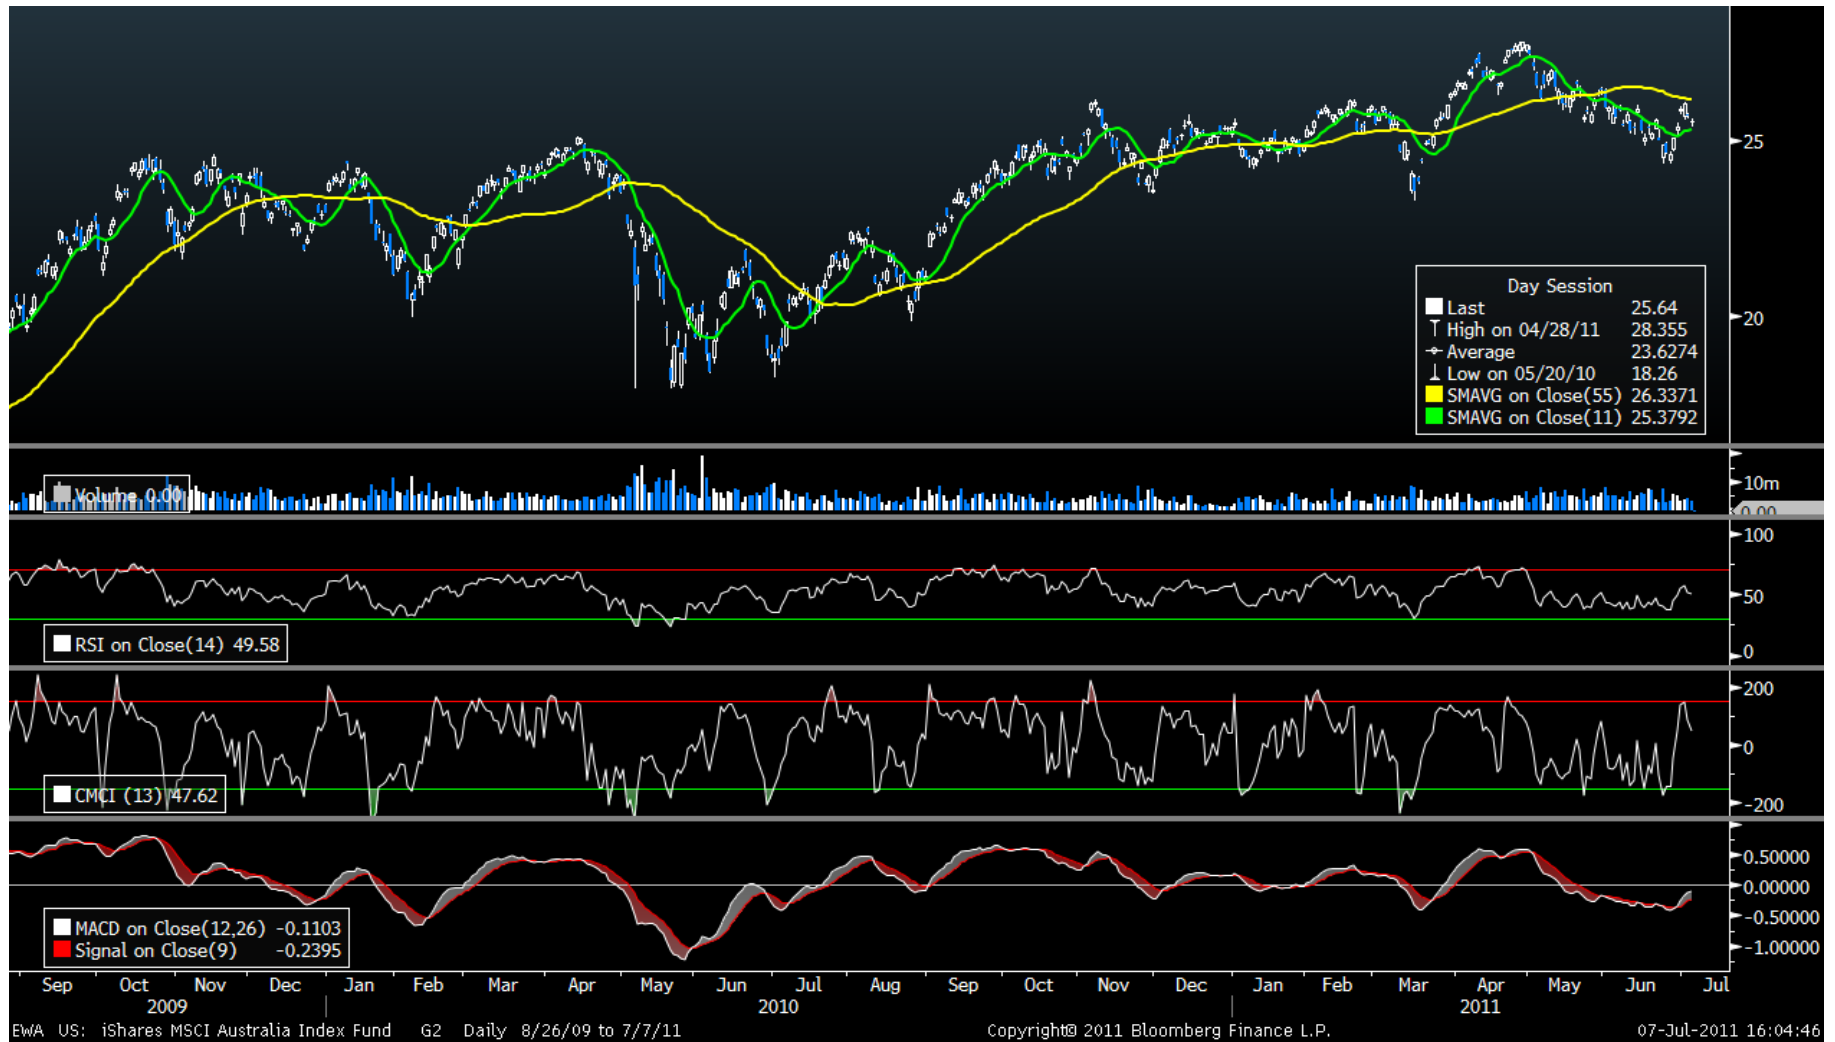 25
20
Day Session
Last 25.64
High on 04/28/11 28.355
Average 23.6274
Low on 05/20/10 18.26
SMAVG on Close(55) 26.3371
SMAVG on Close(11) 25.3792
Volume 0.00
10m
0.00
100
50
0
RSI on Close(14) 49.58
200
0
-200
CMCI (13) 47.62
0.50000
0.00000
-0.50000
-1.00000
MACD on Close(12,26) -0.1103
Signal on Close(9) -0.2395
Sep Oct Nov Dec Jan Feb Mar Apr May Jun Jul Aug Sep Oct Nov Dec Jan Feb Mar Apr May Jun Jul
2009 2010 2011
EWA US: iShares MSCI Australia Index Fund G2 Daily 8/26/09 to 7/7/11 Copyright© 2011 Bloomberg Finance L.P. 07-Jul-2011 16:04:46